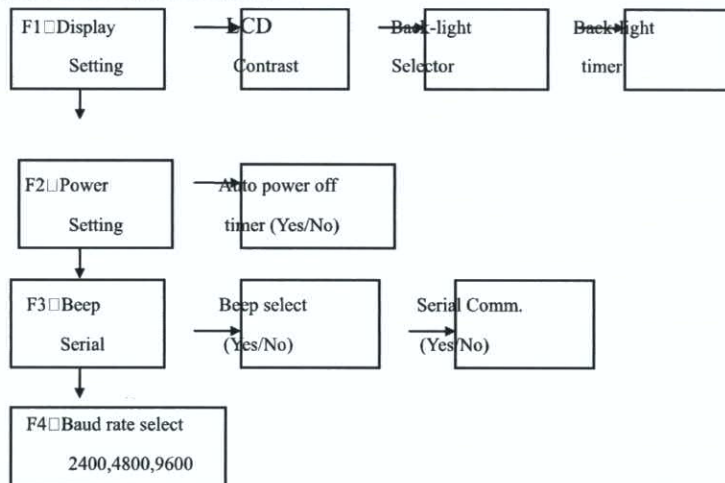 F1□Display
Setting
LCD
Contrast
Back-light
Selector
Back-light
timer
F2□Power
Setting
Auto power off
timer (Yes/No)
F3□Beep
Serial
Beep select
(Yes/No)
Serial Comm.
(Yes/No)
F4□Baud rate select
2400,4800,9600